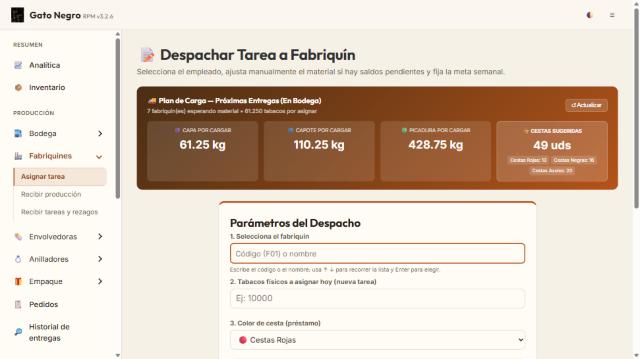 Gato Negro RPM v3.2.6
RESUMEN
Analítica
Inventario
PRODUCCIÓN
Bodega
Fabriquines
Asignar tarea
Recibir producción
Recibir tareas y rezagos
Envolvedoras
Anilladores
Empaque
Pedidos
Historial de
entregas
Despachar Tarea a Fabriquín
Selecciona el empleado, ajusta manualmente el material si hay saldos pendientes y fija la meta semanal.
Plan de Carga — Próximas Entregas (En Bodega)
7 fabriquín(es) esperando material • 61.250 tabacos por asignar
Actualizar
CAPA POR CARGAR
61.25 kg
CAPOTE POR CARGAR
110.25 kg
PICADURA POR CARGAR
428.75 kg
CESTAS SUGERIDAS
49 uds
Cestas Rojas: 13
Cestas Negras: 16
Cestas Azules: 20
Parámetros del Despacho
1. Selecciona el fabriquín
Código (F01) o nombre
Escribe el código o el nombre; usa ↑ ↓ para recorrer la lista y Enter para elegir.
2. Tabacos físicos a asignar hoy (nueva tarea)
Ej: 10000
3. Color de cesta (préstamo)
Cestas Rojas